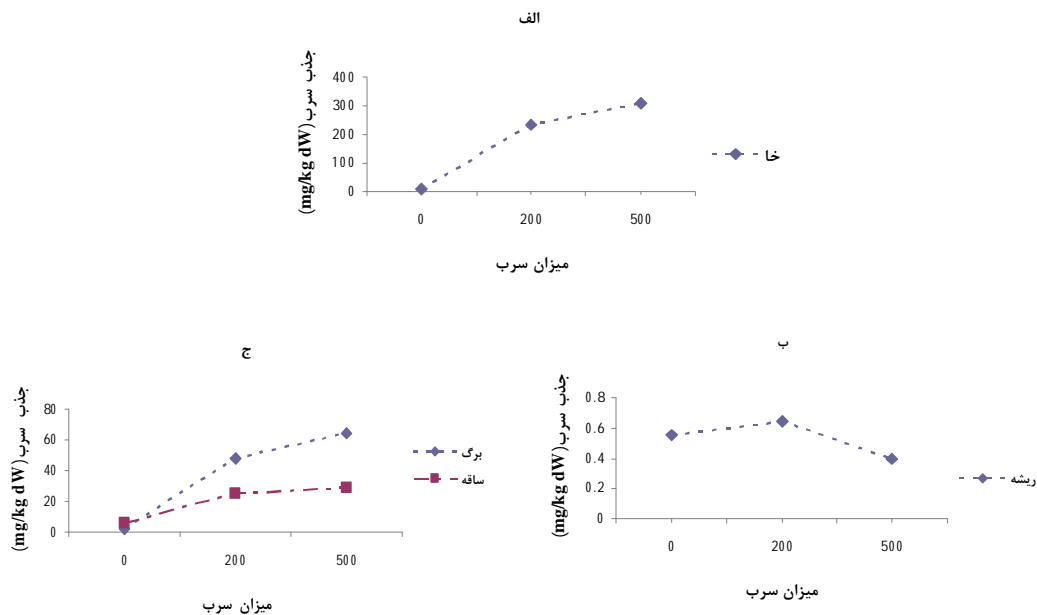 الف
جذب سرب(mg/kg dW)
400
300
200
100
0
0 200 500
میزان سرب
خا
ج
جذب سرب(mg/kg dW)
80
60
40
20
0
0 200 500
میزان سرب
برگ
ساقه
ب
جذب سرب(mg/kg dW)
0.8
0.6
0.4
0.2
0
0 200 500
میزان سرب
ریشه